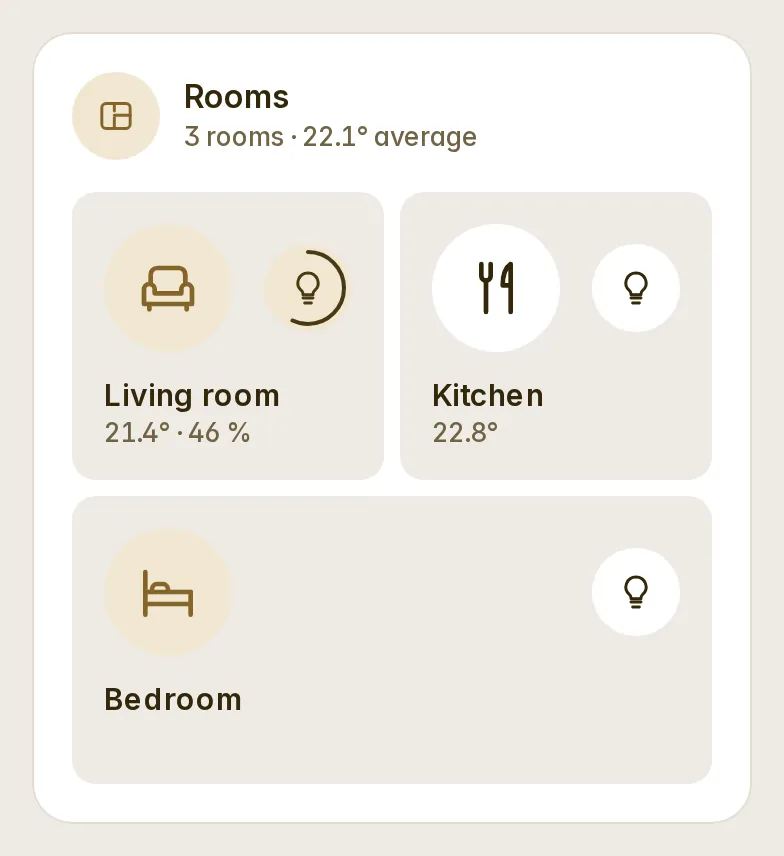 Rooms
3 rooms · 22.1° average
Living room
21.4° · 46 %
Kitchen
22.8°
Bedroom